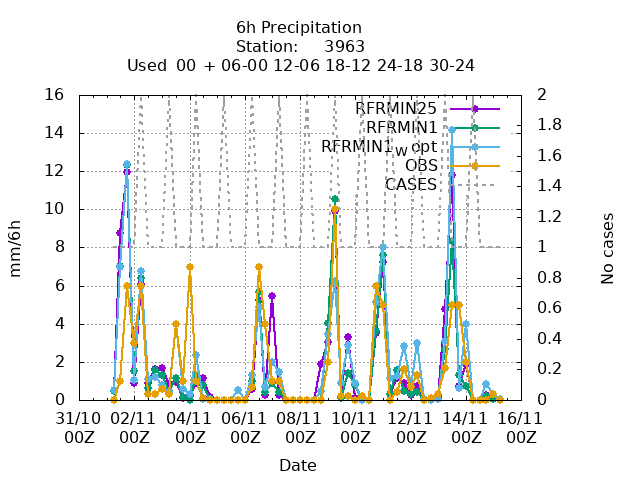 6h Precipitation
Station: 3963
Used 00 + 06-00 12-06 18-12 24-18 30-24
16 2
14 1.8
12 1.6
10 1.4
8 1.2
6 1
4 0.8
2 0.6
0 0.4
0.2
0
mm/6h
No cases
RFRMIN25
RFRMIN1
RFRMIN1w opt
OBS
CASES
31/10 02/11 04/11 06/11 08/11 10/11 12/11 14/11 16/11
00Z 00Z 00Z 00Z 00Z 00Z 00Z 00Z 00Z
Date